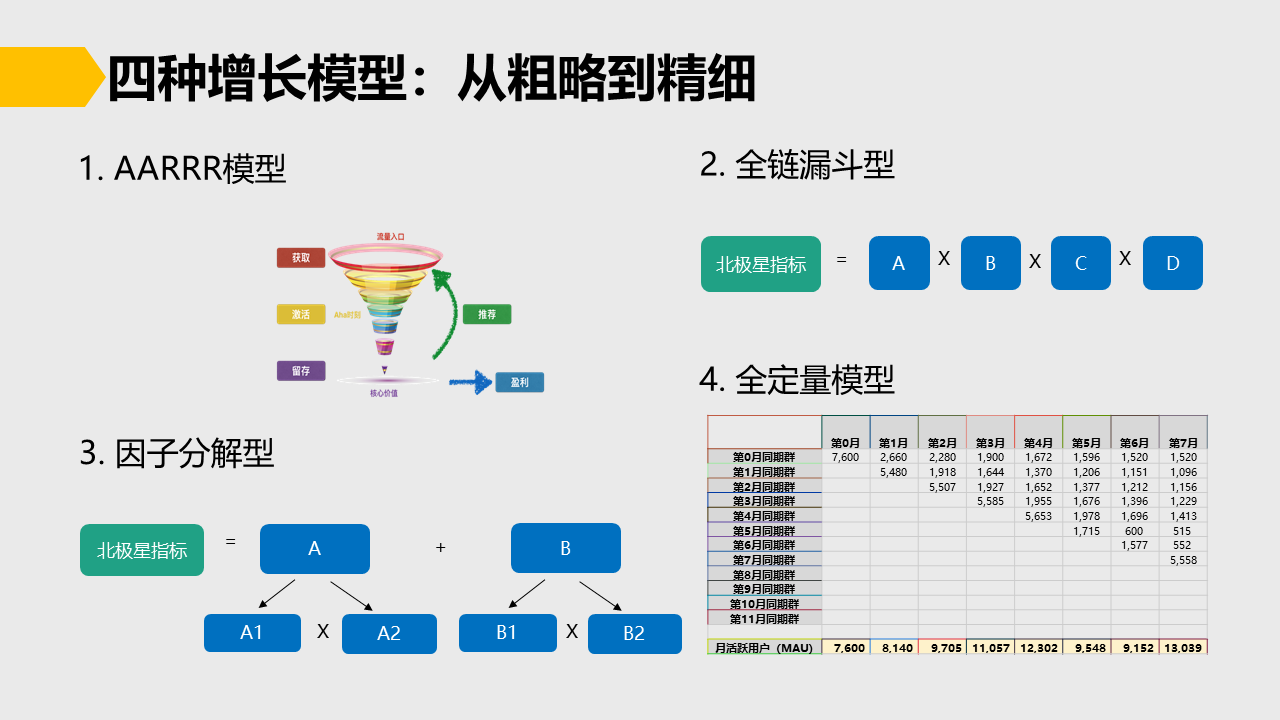 四种增长模型：从粗略到精细
1. AARRR模型
流量入口
获取
激活
Aha时刻
推荐
留存
盈利
核心价值
2. 全链漏斗型
北极星指标 = A X B X C X D
3. 因子分解型
北极星指标 = A + B
A1 X A2 B1 X B2
4. 全定量模型
第0月 第1月 第2月 第3月 第4月 第5月 第6月 第7月
第0月同期群 7,600 2,660 2,280 1,900 1,672 1,596 1,520 1,520
第1月同期群 5,480 1,918 1,644 1,370 1,206 1,151 1,096
第2月同期群 5,507 1,927 1,652 1,377 1,212 1,156
第3月同期群 5,585 1,955 1,676 1,396 1,229
第4月同期群 5,653 1,978 1,696 1,413
第5月同期群 1,715 600 515
第6月同期群 1,577 552
第7月同期群 5,558
第8月同期群
第9月同期群
第10月同期群
第11月同期群
月活跃用户（MAU) 7,600 8,140 9,705 11,057 12,302 9,548 9,152 13,039